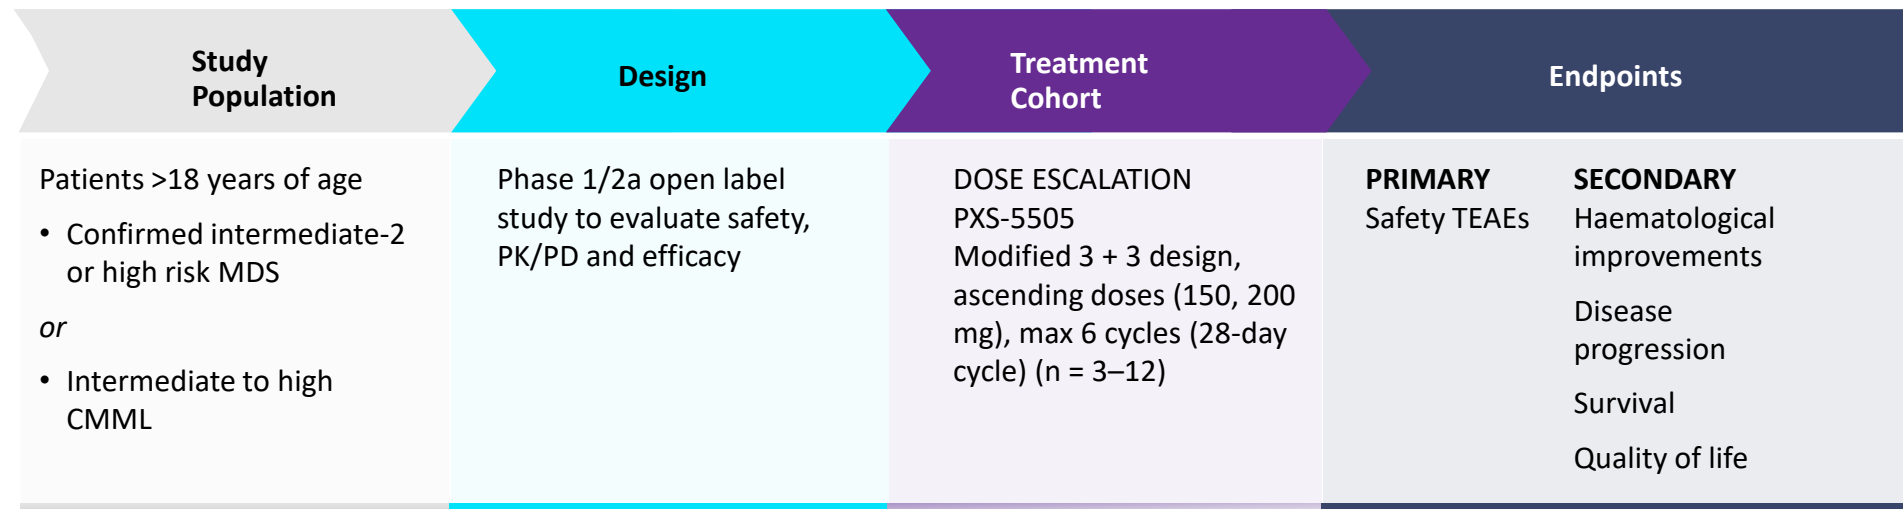 Study
Population
Design
Treatment
Cohort
Endpoints
Patients >18 years of age
• Confirmed intermediate-2
or high risk MDS
or
• Intermediate to high
CMML
Phase 1/2a open label
study to evaluate safety,
PK/PD and efficacy
DOSE ESCALATION
PXS-5505
Modified 3 + 3 design,
ascending doses (150, 200
mg), max 6 cycles (28-day
cycle) (n = 3–12)
PRIMARY
Safety TEAEs
SECONDARY
Haematological
improvements
Disease
progression
Survival
Quality of life